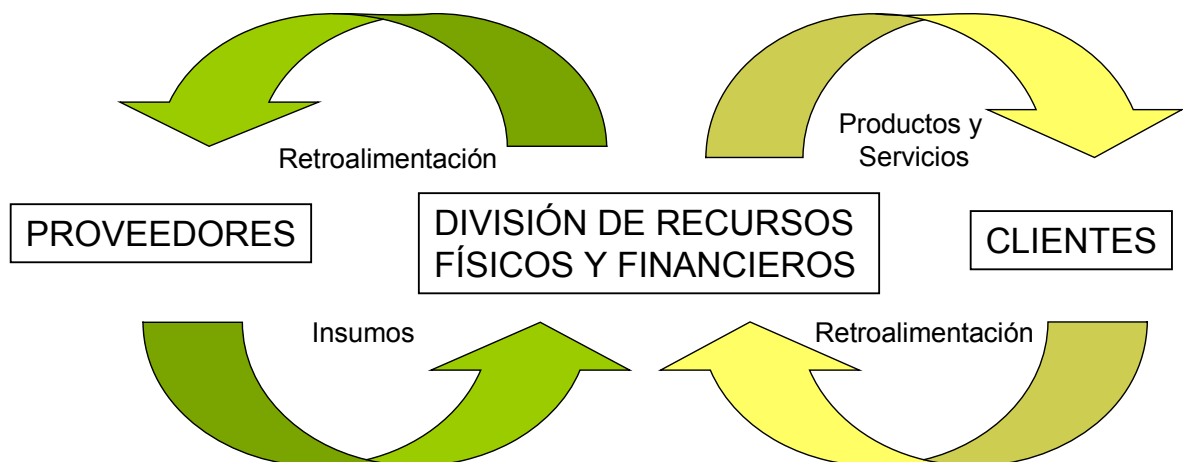 Retroalimentación
Productos y
Servicios
PROVEEDORES
DIVISIÓN DE RECURSOS
FÍSICOS Y FINANCIEROS
CLIENTES
Insumos
Retroalimentación